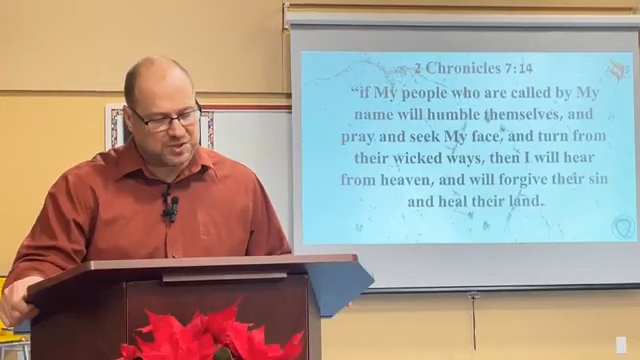 2 Chronicles 7:14
“if My people who are called by My
name will humble themselves, and
pray and seek My face, and turn from
their wicked ways, then I will hear
from heaven, and will forgive their sin
and heal their land.